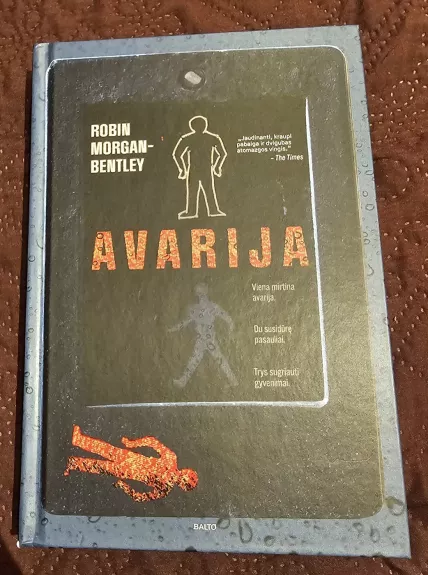 ROBIN
MORGAN-
BENTLEY
„Jaudinanti, kraupi
pabaiga ir dvigubas
atomazgos vingis.“
– The Times
AVARIJA
Viena mirtina
avarija.
Du susidūrę
pasauliai.
Trys sugriauti
gyvenimai.
BALTO